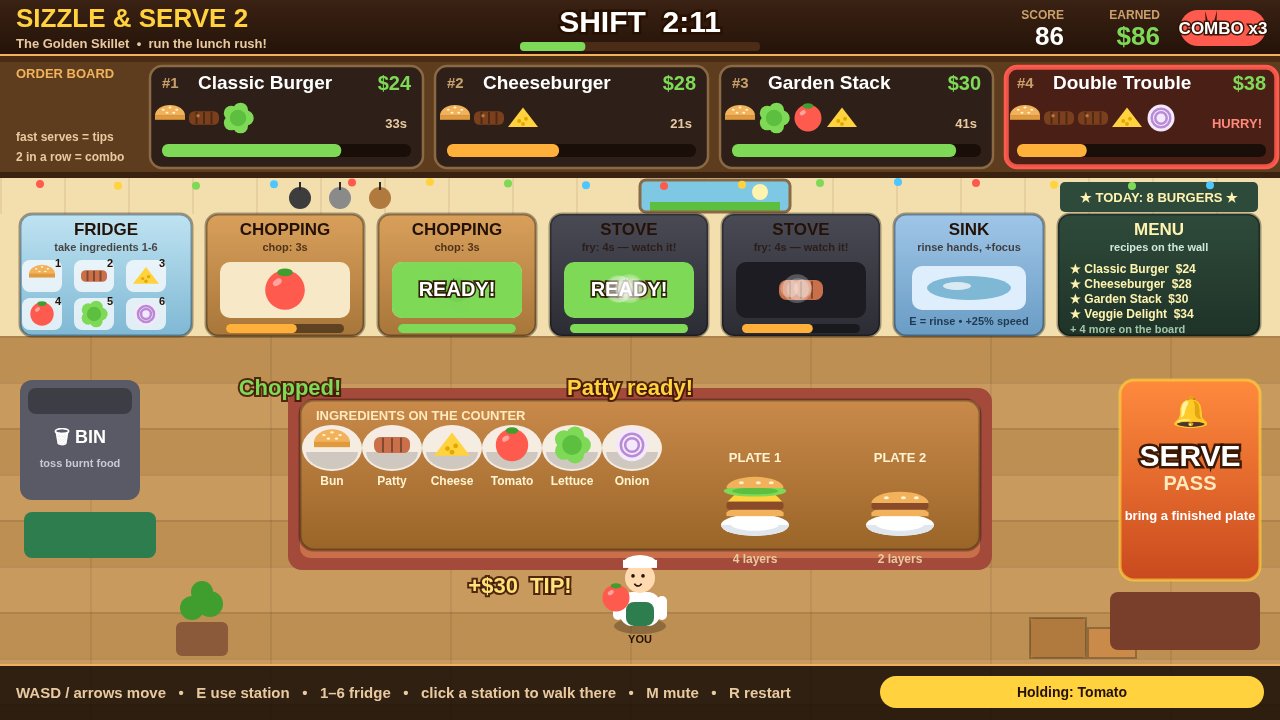 SIZZLE & SERVE 2
The Golden Skillet • run the lunch rush!
SHIFT 2:11
SCORE
86
EARNED
$86
COMBO x3
ORDER BOARD
fast serves = tips
2 in a row = combo
#1 Classic Burger $24
33s
#2 Cheeseburger $28
21s
#3 Garden Stack $30
41s
#4 Double Trouble $38
HURRY!
★ TODAY: 8 BURGERS ★
FRIDGE
take ingredients 1-6
1 2 3
4 5 6
CHOPPING
chop: 3s
CHOPPING
chop: 3s
READY!
STOVE
fry: 4s — watch it!
READY!
STOVE
fry: 4s — watch it!
SINK
rinse hands, +focus
E = rinse • +25% speed
MENU
recipes on the wall
★ Classic Burger $24
★ Cheeseburger $28
★ Garden Stack $30
★ Veggie Delight $34
+ 4 more on the board
Chopped!
Patty ready!
BIN
toss burnt food
INGREDIENTS ON THE COUNTER
Bun Patty Cheese Tomato Lettuce Onion
PLATE 1
4 layers
PLATE 2
2 layers
SERVE
PASS
bring a finished plate
+$30 TIP!
YOU
WASD / arrows move • E use station • 1–6 fridge • click a station to walk there • M mute • R restart
Holding: Tomato